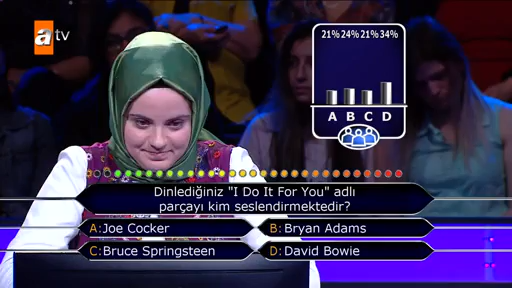 atv
21% 24% 21% 34%
A B C D
Dinlediğiniz "I Do It For You" adlı
parçayı kim seslendirmektedir?
A: Joe Cocker
B: Bryan Adams
C: Bruce Springsteen
D: David Bowie